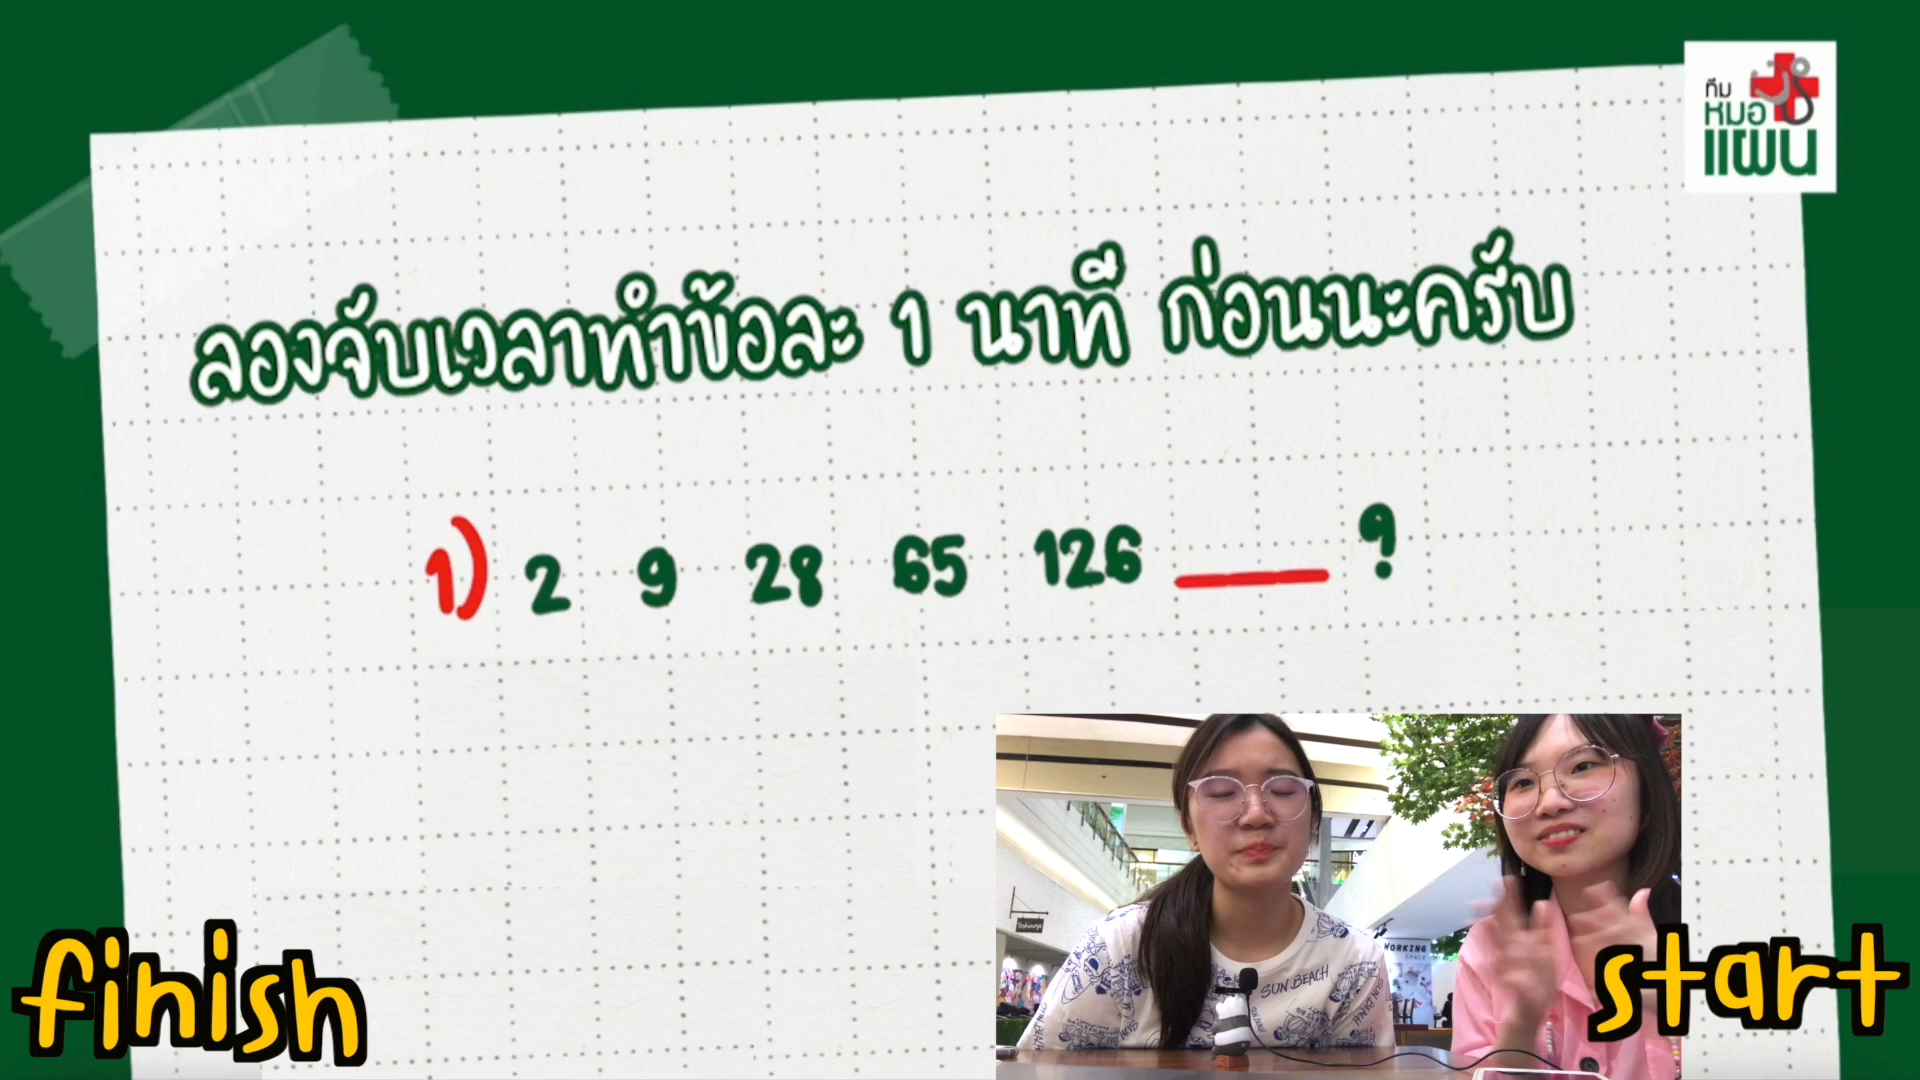 ทีม
หมอ
แผน
ลองจับเวลาทำข้อละ 1 นาที ก่อนนะครับ
1) 2 9 28 65 126 ___ ?
SUN BEACH
WORKING
SPACE
finish
start